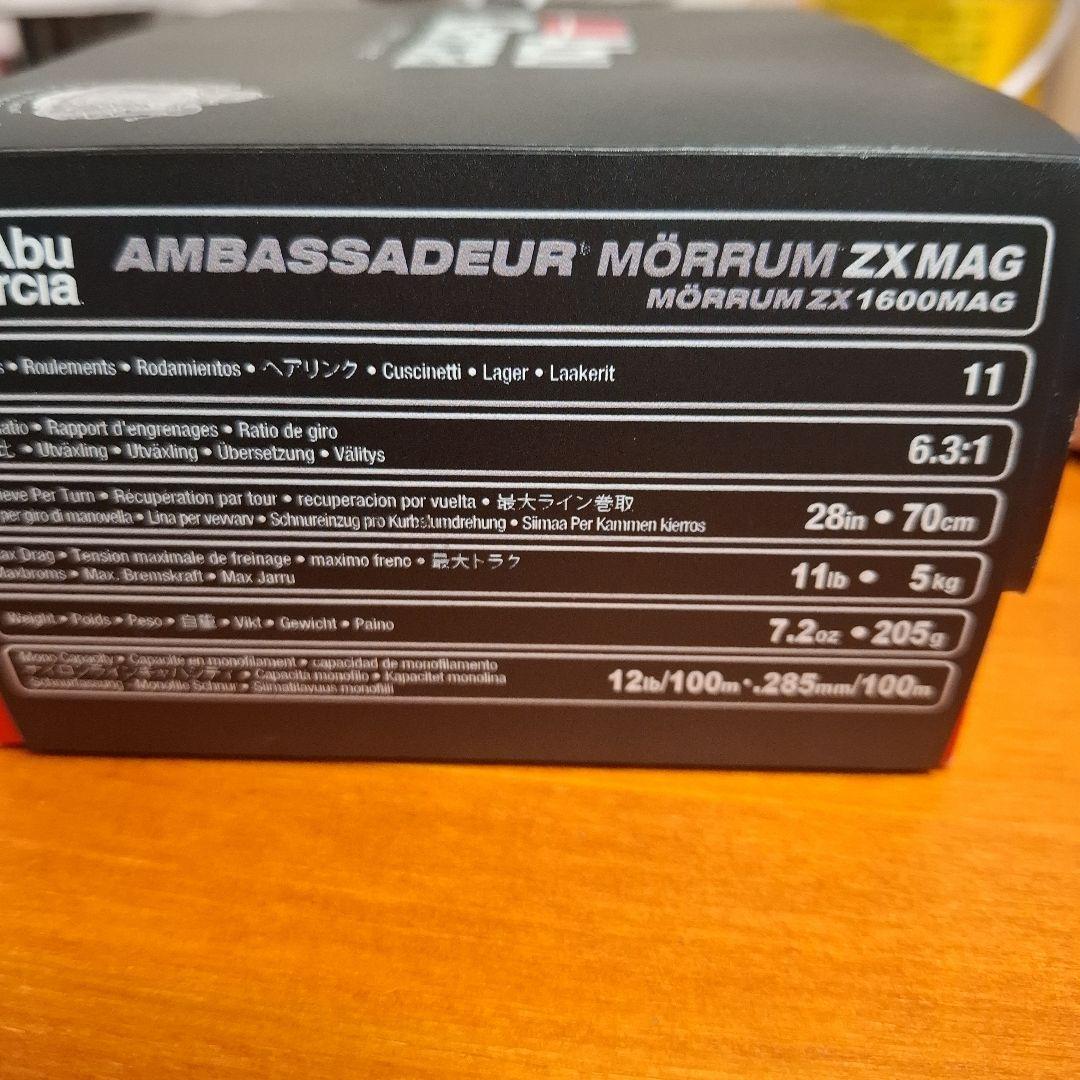 Abu
rcia
AMBASSADEUR MÖRRUM ZX MAG
MÖRRUM ZX 1600MAG
s • Roulements • Rodamientos • ヘアリンク • Cuscinetti • Lager • Laakerit 11
atio • Rapport d'engrenages • Ratio de giro
比 • Utväxling • Utväxling • Übersetzung • Välitys 6.3:1
ieve Per Turn • Récupération par tour • recuperacion por vuelta • 最大ライン巻取
per giro di manovella • Lina per vevvarv • Schnureinzug pro Kurbelumdrehung • Siimaa Per Kammen kierros 28in • 70cm
ax Drag • Tension maximale de freinage • maximo freno • 最大トラク
Maxbroms • Max. Bremskraft • Max Jarru 11lb • 5kg
Weight • Poids • Peso • 自重 • Vikt • Gewicht • Paino 7.2oz • 205g
Mono Capacity • Capacité en monofilament • capacidad de monofilamento
• Capacita monofilo • Kapacitet monolina
Schnurfassung - Monofile Schnur • Siimatilavuus monofiili 12lb/100m • .285mm/100m